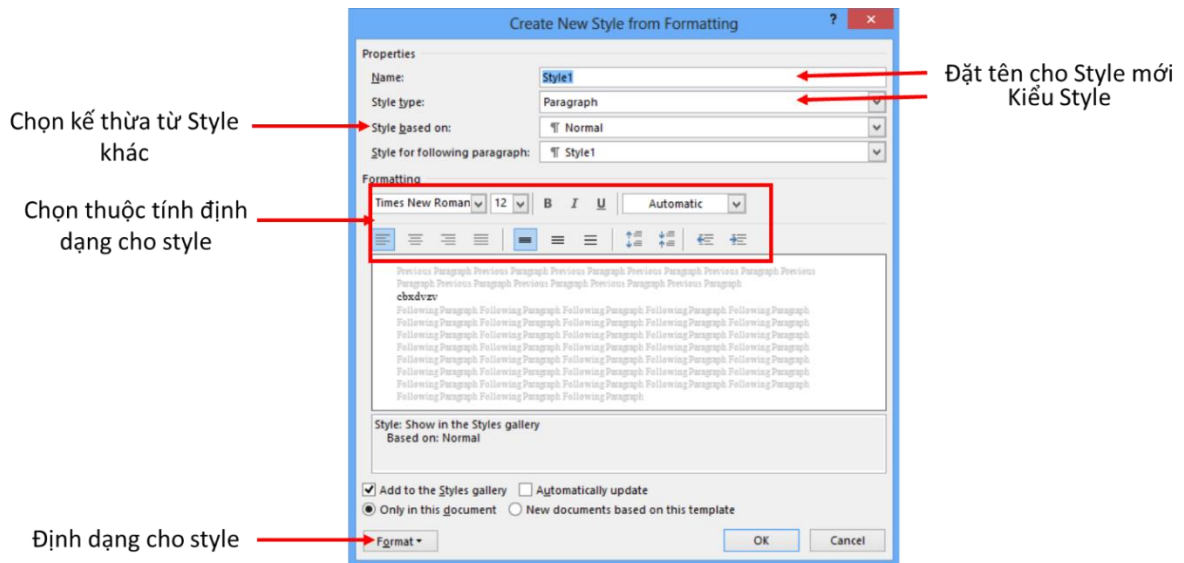 Create New Style from Formatting
?
Properties
Name:
Style1
Đặt tên cho Style mới
Style type:
Paragraph
Kiểu Style
Chọn kế thừa từ Style
khác
Style based on:
¶ Normal
Style for following paragraph:
¶ Style1
Formatting
Chọn thuộc tính định
dạng cho style
Times New Roman 12 B I U Automatic
Previous Paragraph Previous Paragraph Previous Paragraph Previous Paragraph Previous Paragraph Previous
Paragraph Previous Paragraph Previous Paragraph Previous Paragraph Previous Paragraph
cbxdvzv
Following Paragraph Following Paragraph Following Paragraph Following Paragraph Following Paragraph
Following Paragraph Following Paragraph Following Paragraph Following Paragraph Following Paragraph
Following Paragraph Following Paragraph Following Paragraph Following Paragraph Following Paragraph
Following Paragraph Following Paragraph Following Paragraph Following Paragraph Following Paragraph
Following Paragraph Following Paragraph Following Paragraph Following Paragraph Following Paragraph
Following Paragraph Following Paragraph Following Paragraph Following Paragraph Following Paragraph
Following Paragraph Following Paragraph Following Paragraph Following Paragraph Following Paragraph
Following Paragraph Following Paragraph Following Paragraph
Style: Show in the Styles gallery
Based on: Normal
Add to the Styles gallery Automatically update
Only in this document New documents based on this template
Định dạng cho style
Format
OK
Cancel